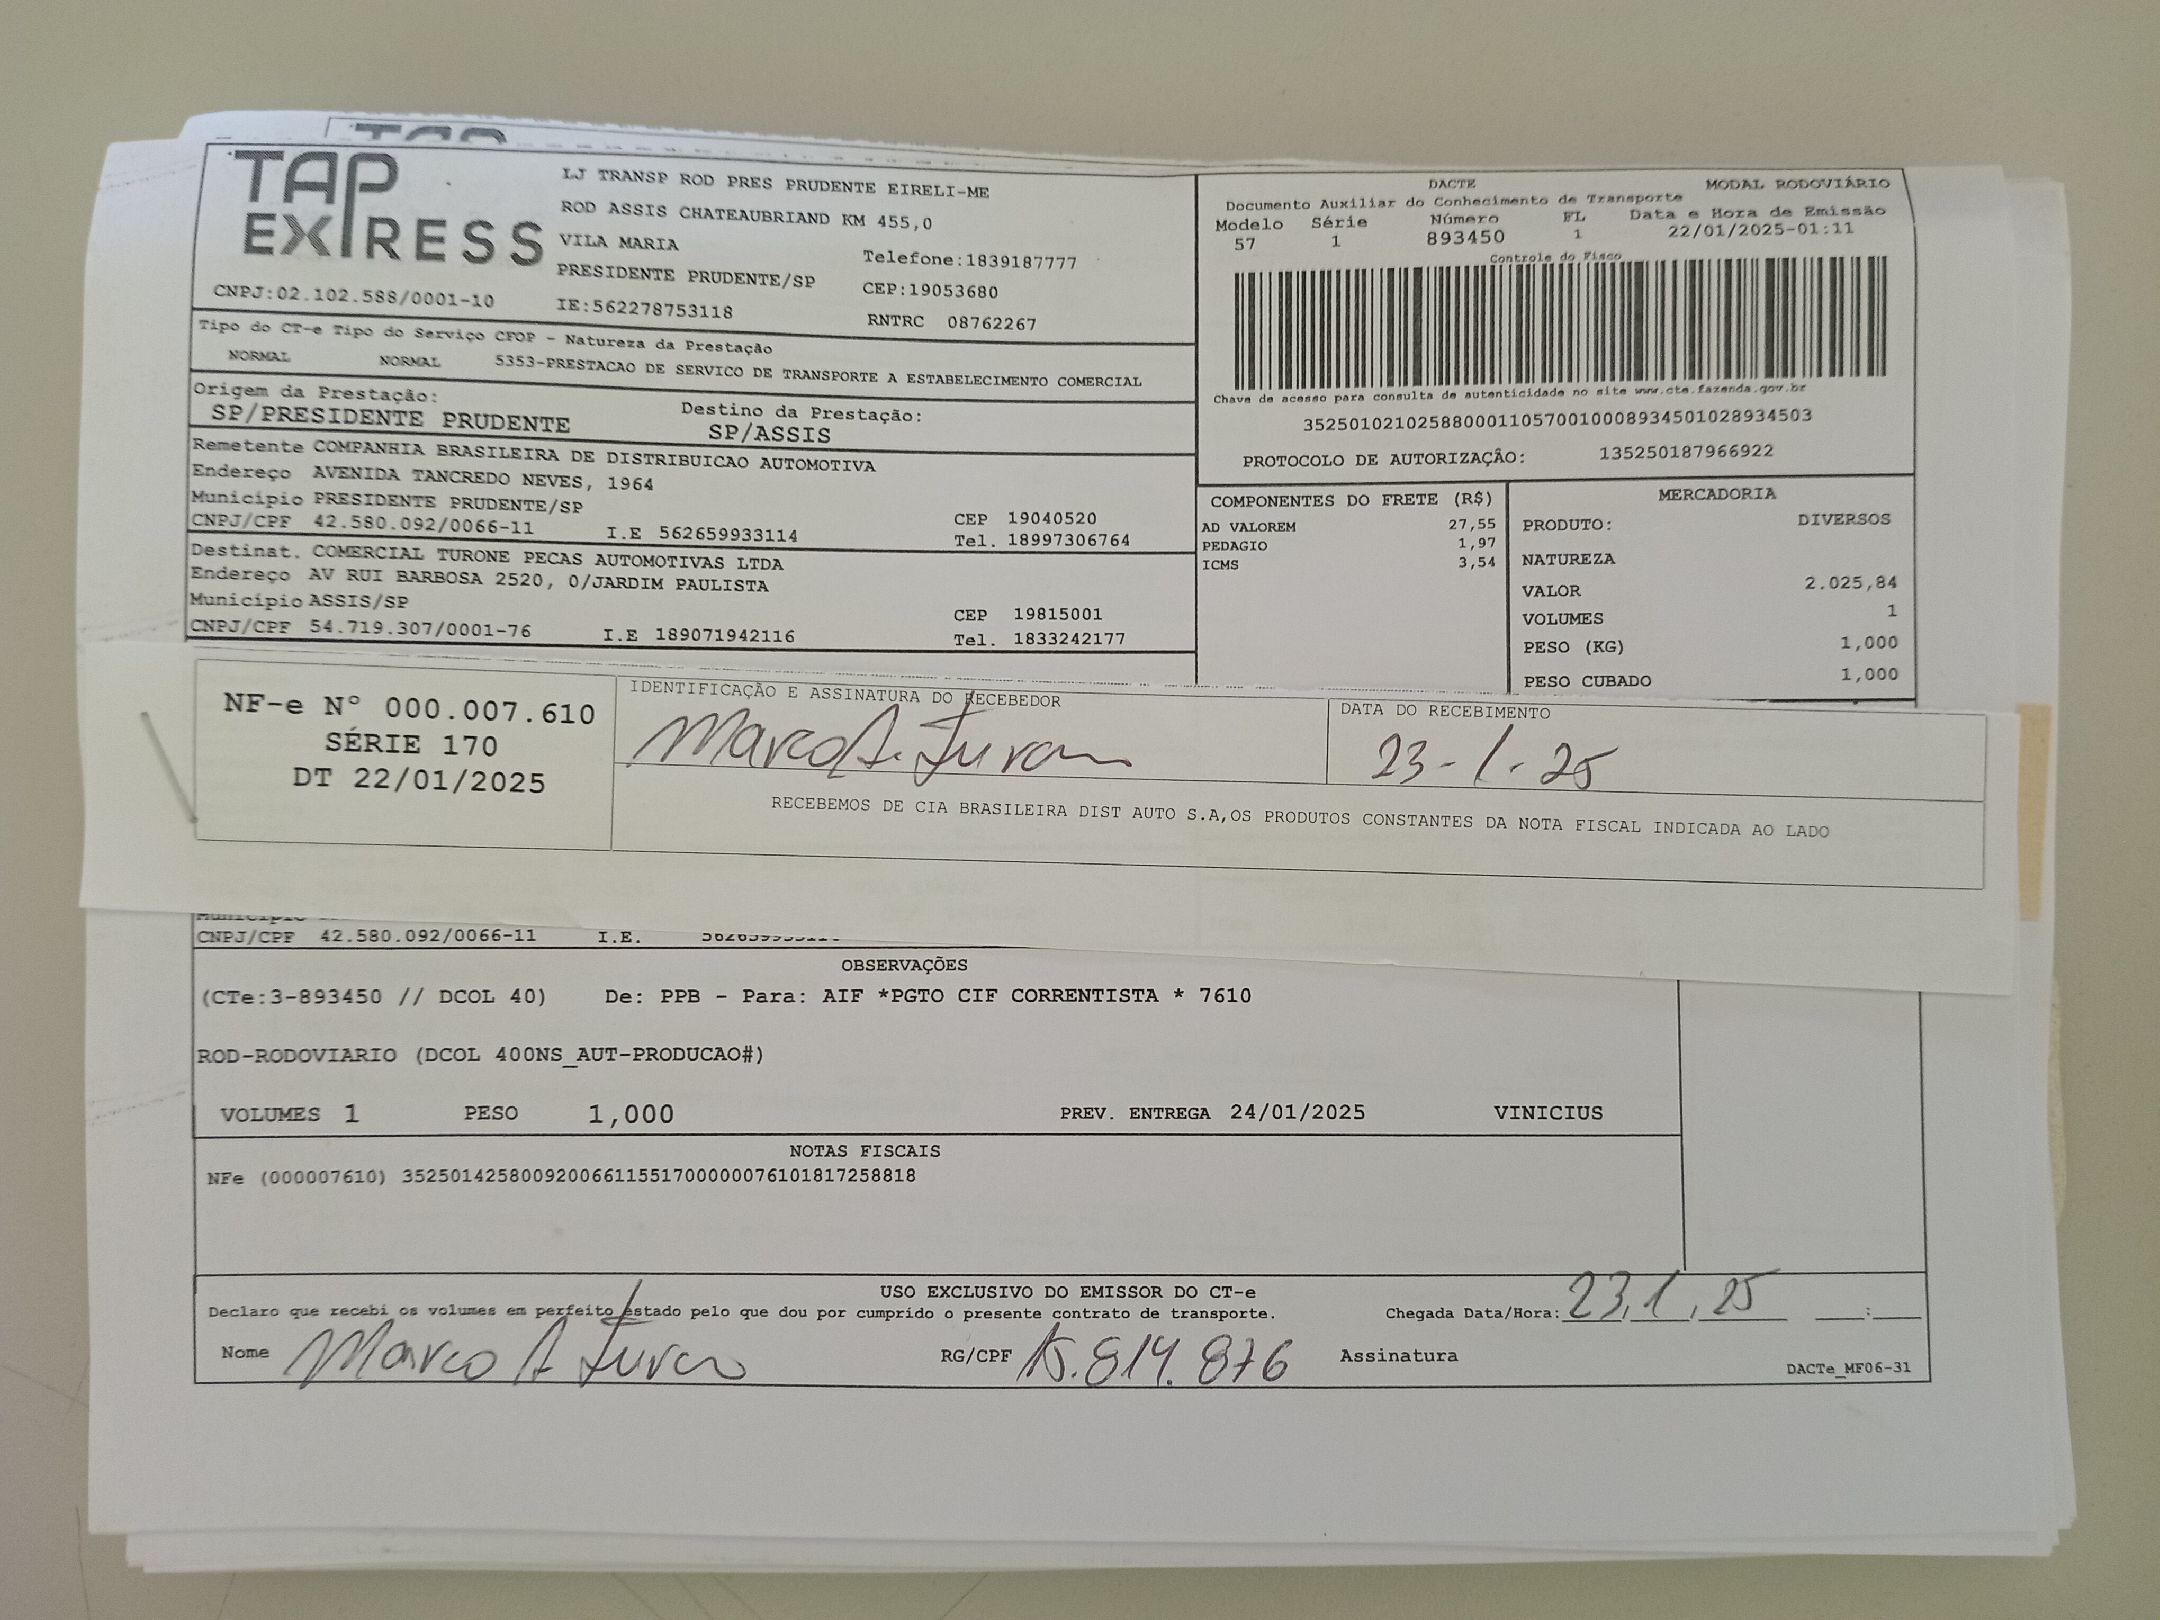 TAP EXPRESS
LJ TRANSP ROD PRES PRUDENTE EIRELI-ME
ROD ASSIS CHATEAUBRIAND KM 455,0
VILA MARIA
Telefone:1839187777
PRESIDENTE PRUDENTE/SP
CEP:19053680
CNPJ:02.102.588/0001-10
IE:562278753118
RNTRC 08762267
DACTE
MODAL RODOVIÁRIO
Documento Auxiliar do Conhecimento de Transporte
Modelo Série Número FL Data e Hora de Emissão
57 1 893450 1 22/01/2025-01:11
Controle do Fisco
Chave de acesso para consulta de autenticidade no site www.cte.fazenda.gov.br
35250102102588000110570010008934501028934503
PROTOCOLO DE AUTORIZAÇÃO: 135250187966922
Tipo do CT-e Tipo do Serviço CFOP - Natureza da Prestação
NORMAL NORMAL 5353-PRESTACAO DE SERVICO DE TRANSPORTE A ESTABELECIMENTO COMERCIAL
Origem da Prestação: Destino da Prestação:
SP/PRESIDENTE PRUDENTE SP/ASSIS
Remetente COMPANHIA BRASILEIRA DE DISTRIBUICAO AUTOMOTIVA
Endereço AVENIDA TANCREDO NEVES, 1964
Município PRESIDENTE PRUDENTE/SP CEP 19040520
CNPJ/CPF 42.580.092/0066-11 I.E 562659933114 Tel. 18997306764
Destinat. COMERCIAL TURONE PECAS AUTOMOTIVAS LTDA
Endereço AV RUI BARBOSA 2520, 0/JARDIM PAULISTA
Município ASSIS/SP CEP 19815001
CNPJ/CPF 54.719.307/0001-76 I.E 189071942116 Tel. 1833242177
COMPONENTES DO FRETE (R$)
AD VALOREM 27,55
PEDAGIO 1,97
ICMS 3,54
MERCADORIA
PRODUTO: DIVERSOS
NATUREZA
VALOR 2.025,84
VOLUMES 1
PESO (KG) 1,000
PESO CUBADO 1,000
NF-e N° 000.007.610
SÉRIE 170
DT 22/01/2025
IDENTIFICAÇÃO E ASSINATURA DO RECEBEDOR
Marco A. Turco
DATA DO RECEBIMENTO
23-1-25
RECEBEMOS DE CIA BRASILEIRA DIST AUTO S.A,OS PRODUTOS CONSTANTES DA NOTA FISCAL INDICADA AO LADO
Município
CNPJ/CPF 42.580.092/0066-11 I.E.
OBSERVAÇÕES
(CTe:3-893450 // DCOL 40) De: PPB - Para: AIF *PGTO CIF CORRENTISTA * 7610
ROD-RODOVIARIO (DCOL 400NS_AUT-PRODUCAO#)
VOLUMES 1 PESO 1,000 PREV. ENTREGA 24/01/2025 VINICIUS
NOTAS FISCAIS
NFe (000007610) 35250142580092006611551700000076101817258818
USO EXCLUSIVO DO EMISSOR DO CT-e
Declaro que recebi os volumes em perfeito estado pelo que dou por cumprido o presente contrato de transporte. Chegada Data/Hora: 23,1,25 :
Nome Marco A Turco RG/CPF 15.814.876 Assinatura
DACTe_MF06-31